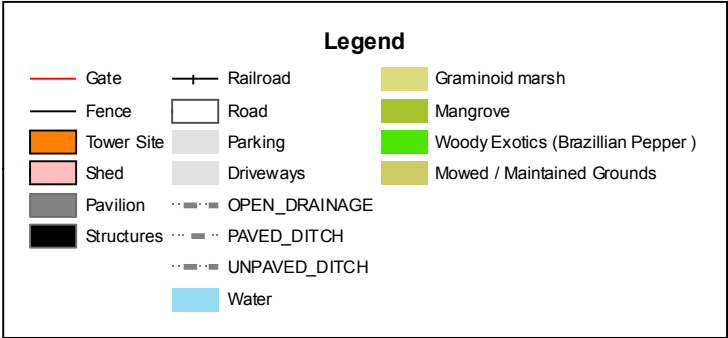 Legend
Gate
Fence
Tower Site
Shed
Pavilion
Structures
Railroad
Road
Parking
Driveways
OPEN_DRAINAGE
PAVED_DITCH
UNPAVED_DITCH
Water
Graminoid marsh
Mangrove
Woody Exotics (Brazillian Pepper )
Mowed / Maintained Grounds